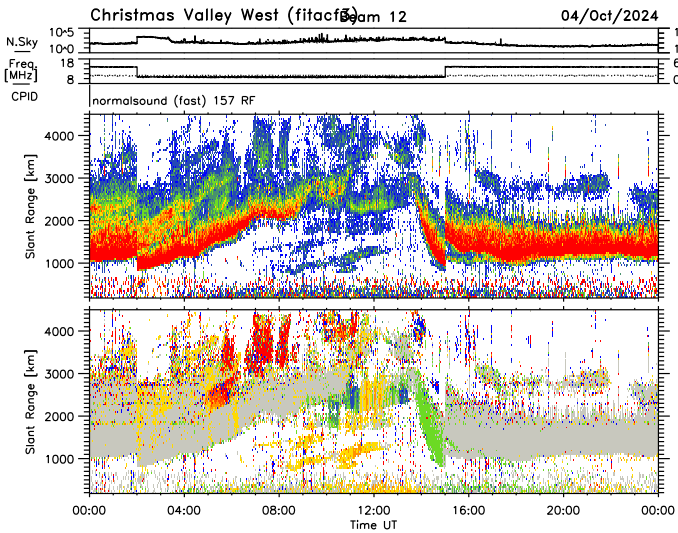 Christmas Valley West (fitacf3) Beam 12 04/Oct/2024
N.Sky 10^5 10^0
Freq. [MHz] 18 8
CPID normalsound (fast) 157 RF
4000
3000
2000
1000
Slant Range [km]
4000
3000
2000
1000
Slant Range [km]
00:00 04:00 08:00 12:00 16:00 20:00 00:00
Time UT